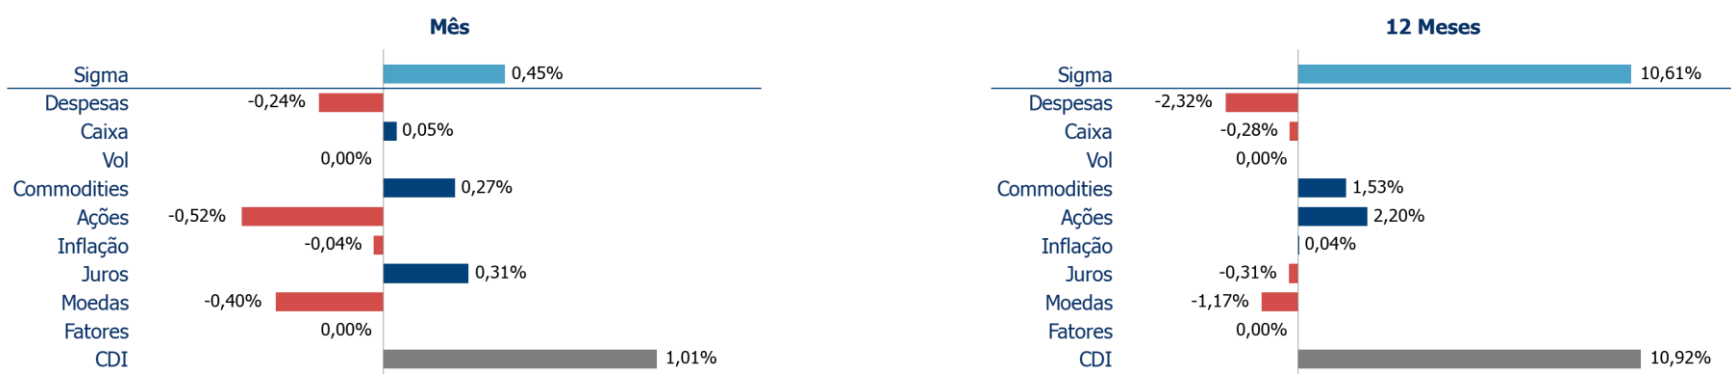 Mês
Sigma 0,45%
Despesas -0,24%
Caixa 0,05%
Vol 0,00%
Commodities 0,27%
Ações -0,52%
Inflação -0,04%
Juros 0,31%
Moedas -0,40%
Fatores 0,00%
CDI 1,01%
12 Meses
Sigma 10,61%
Despesas -2,32%
Caixa -0,28%
Vol 0,00%
Commodities 1,53%
Ações 2,20%
Inflação 0,04%
Juros -0,31%
Moedas -1,17%
Fatores 0,00%
CDI 10,92%